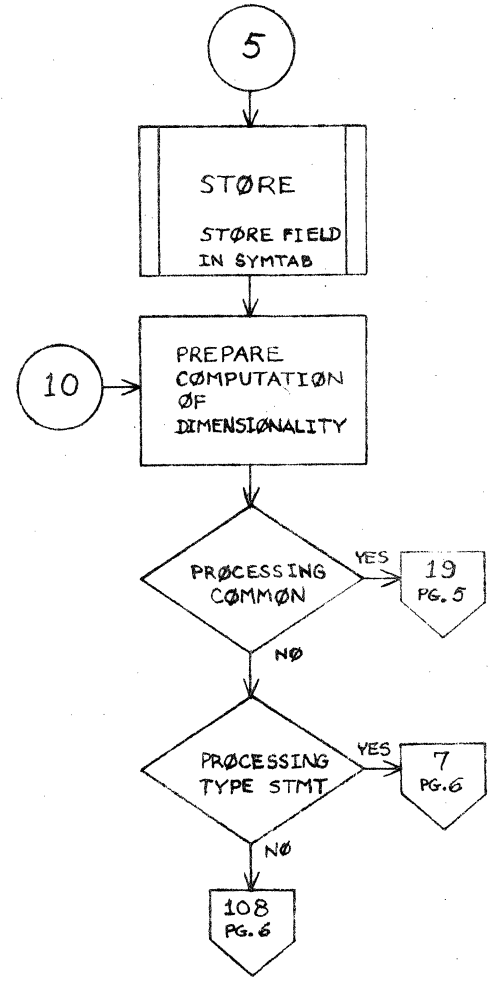 5
STØRE
STØRE FIELD
IN SYMTAB
PREPARE
CØMPUTATIØN
ØF
DIMENSIØNALITY
10
PRØCESSING
CØMMØN
YES
19
PG. 5
NØ
PRØCESSING
TYPE STMT
YES
7
PG.6
NØ
108
PG. 6